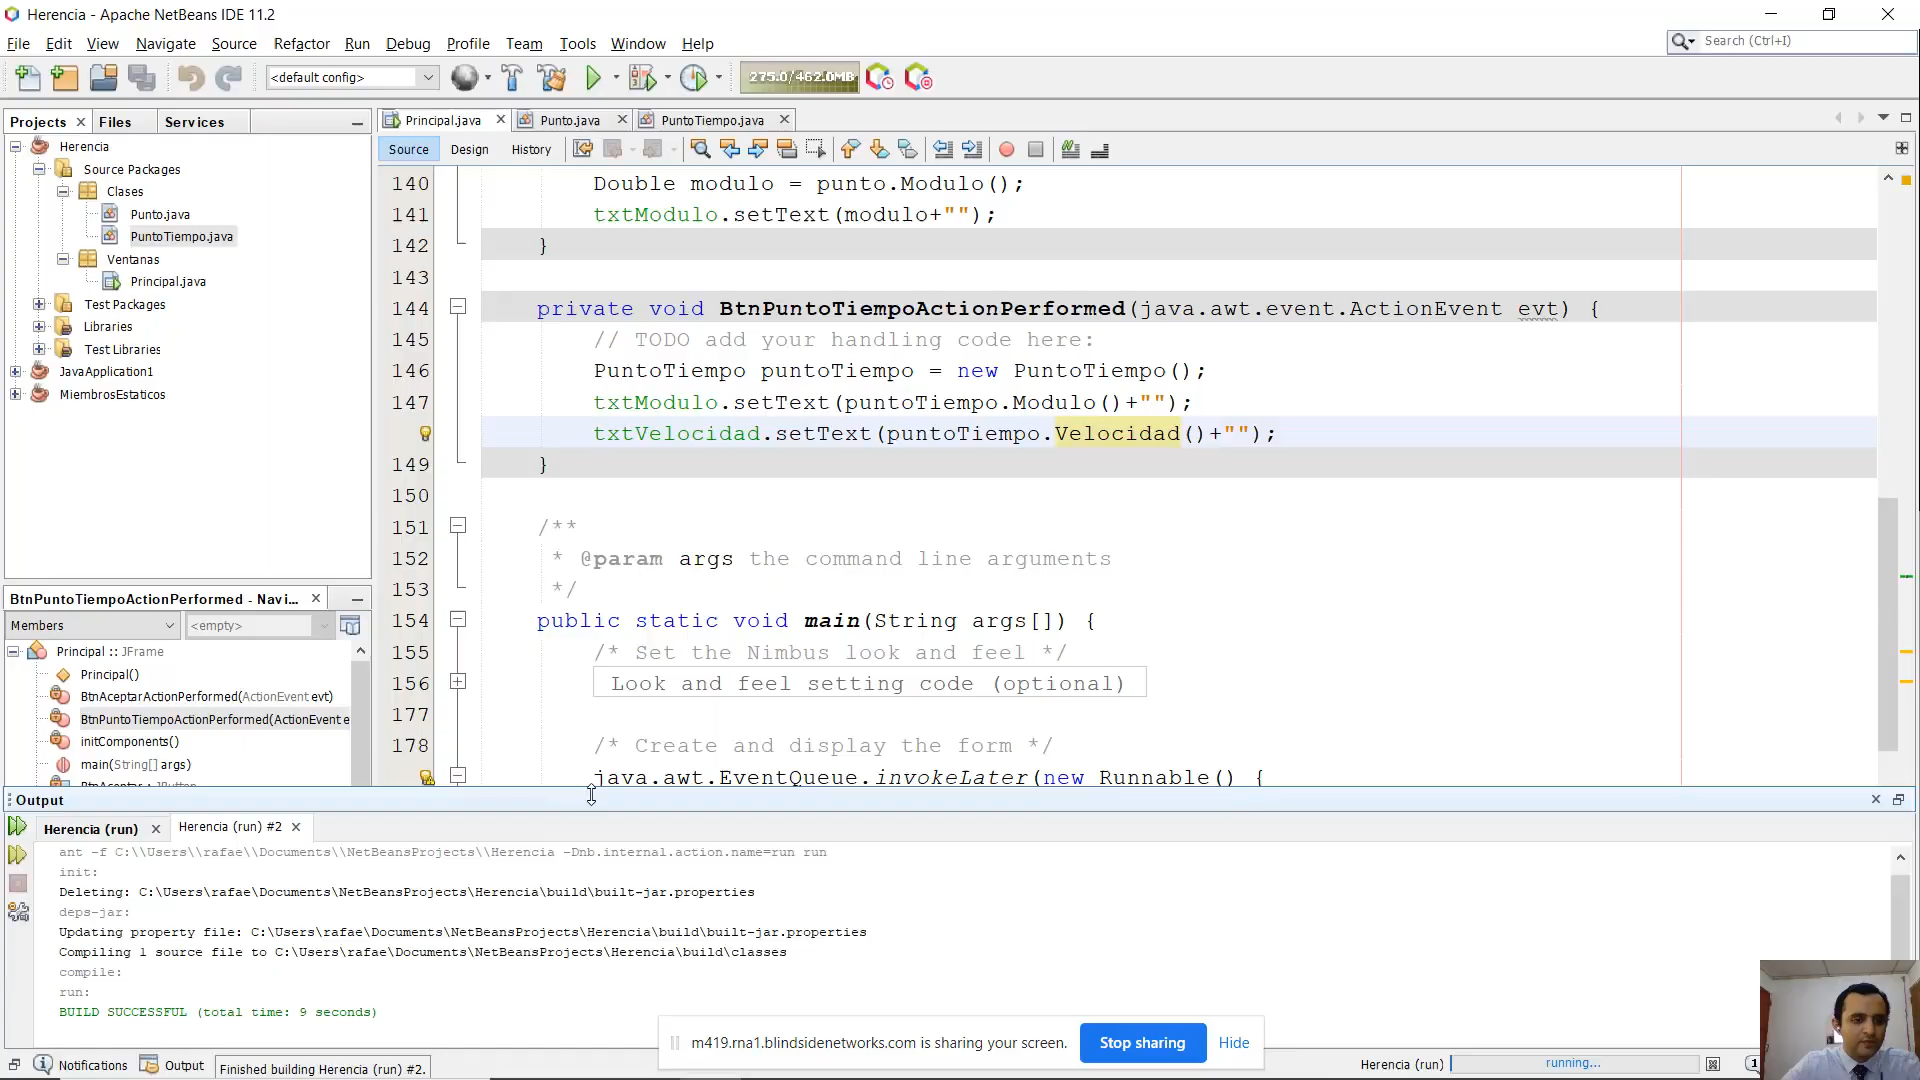 Herencia - Apache NetBeans IDE 11.2
File Edit View Navigate Source Refactor Run Debug Profile Team Tools Window Help
Search (Ctrl+I)
<default config>
275.0/462.0MB
Projects Files Services
Principal.java Punto.java PuntoTiempo.java
Source Design History
Herencia
Source Packages
Clases
Punto.java
PuntoTiempo.java
Ventanas
Principal.java
Test Packages
Libraries
Test Libraries
JavaApplication1
MiembrosEstaticos
140 Double modulo = punto.Modulo();
141 txtModulo.setText(modulo+"");
142 }
143
144 private void BtnPuntoTiempoActionPerformed(java.awt.event.ActionEvent evt) {
145 // TODO add your handling code here:
146 PuntoTiempo puntoTiempo = new PuntoTiempo();
147 txtModulo.setText(puntoTiempo.Modulo()+"");
txtVelocidad.setText(puntoTiempo.Velocidad()+"");
149 }
150
151 /**
152 * @param args the command line arguments
153 */
154 public static void main(String args[]) {
155 /* Set the Nimbus look and feel */
156 Look and feel setting code (optional)
177
178 /* Create and display the form */
java.awt.EventQueue.invokeLater(new Runnable() {
BtnPuntoTiempoActionPerformed - Navi...
Members <empty>
Principal :: JFrame
Principal()
BtnAceptarActionPerformed(ActionEvent evt)
BtnPuntoTiempoActionPerformed(ActionEvent e
initComponents()
main(String[] args)
BtnAceptar : JButton
Output
Herencia (run) Herencia (run) #2
ant -f C:\\Users\\rafae\\Documents\\NetBeansProjects\\Herencia -Dnb.internal.action.name=run run
init:
Deleting: C:\Users\rafae\Documents\NetBeansProjects\Herencia\build\built-jar.properties
deps-jar:
Updating property file: C:\Users\rafae\Documents\NetBeansProjects\Herencia\build\built-jar.properties
Compiling 1 source file to C:\Users\rafae\Documents\NetBeansProjects\Herencia\build\classes
compile:
run:
BUILD SUCCESSFUL (total time: 9 seconds)
m419.rna1.blindsidenetworks.com is sharing your screen. Stop sharing Hide
Notifications Output Finished building Herencia (run) #2.
Herencia (run) running... 1